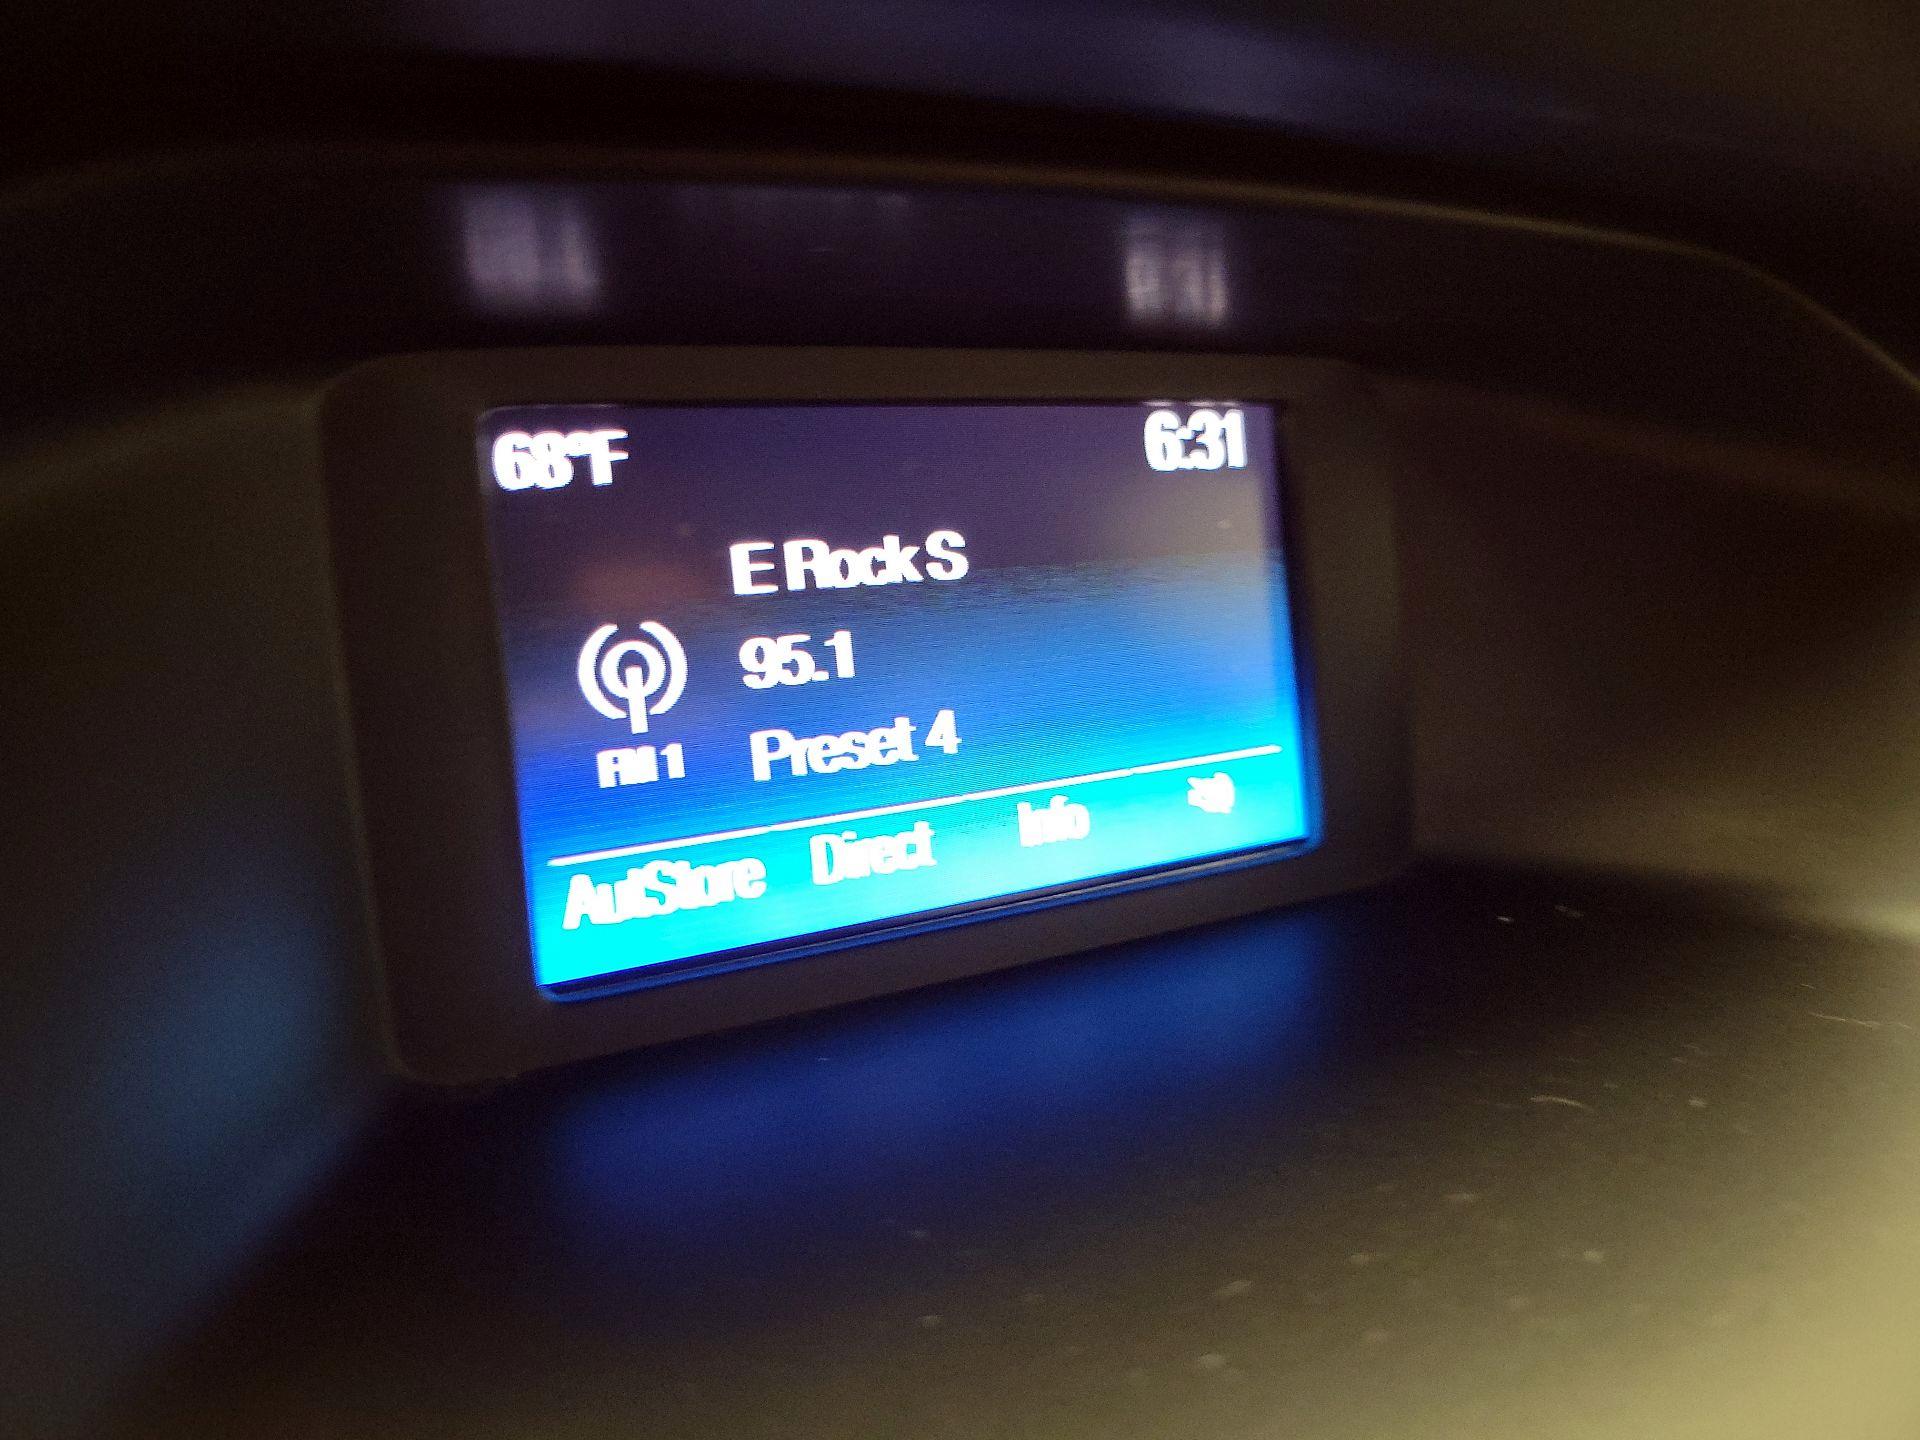 68°F 6:31
E Rock S
95.1
FM 1 Preset 4
AutStore Direct Info